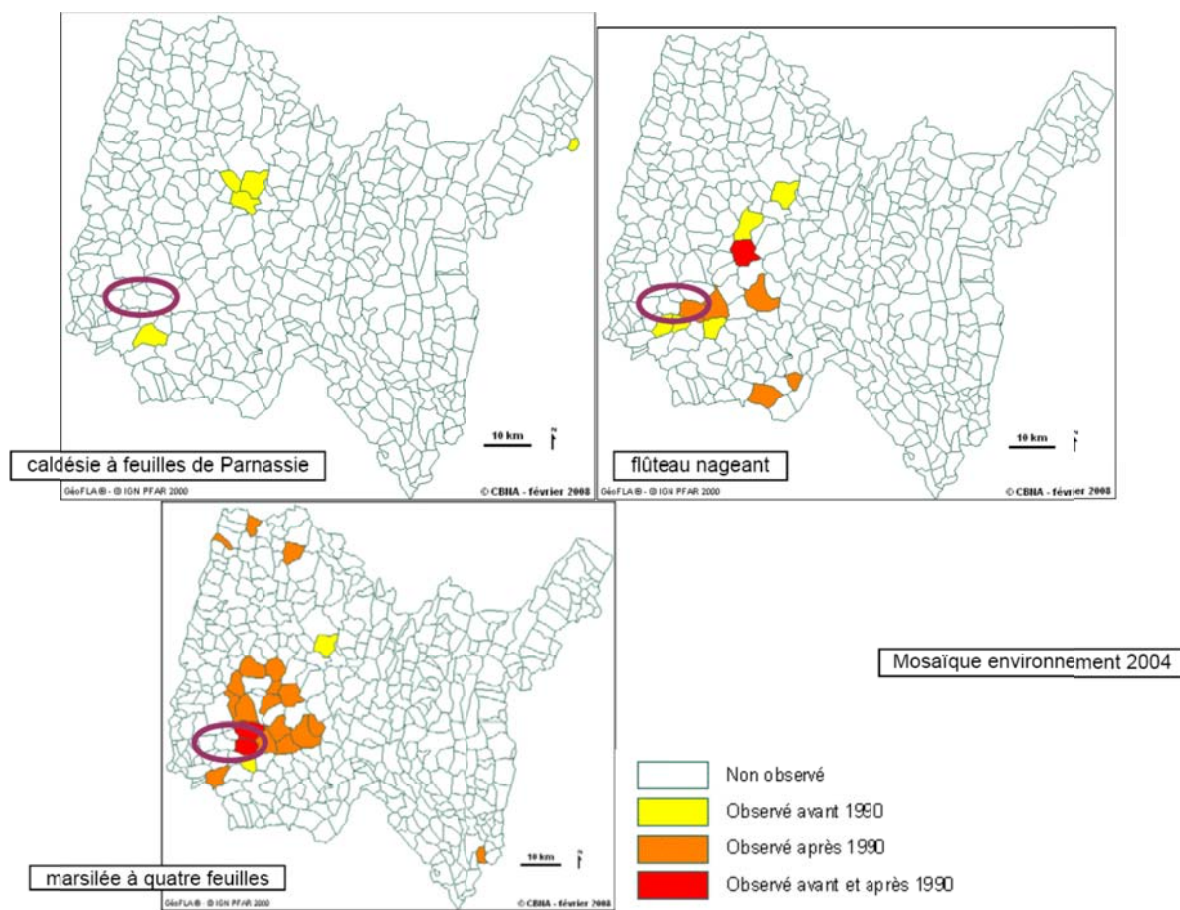 10 km
N
caldésie à feuilles de Parnassie
GéoFLA® - © IGN PFAR 2000
© CBNA - février 2008
10 km
N
flûteau nageant
GéoFLA® - © IGN PFAR 2000
© CBNA - février 2008
10 km
N
marsilée à quatre feuilles
GéoFLA® - © IGN PFAR 2000
© CBNA - février 2008
Mosaïque environnement 2004
Non observé
Observé avant 1990
Observé après 1990
Observé avant et après 1990